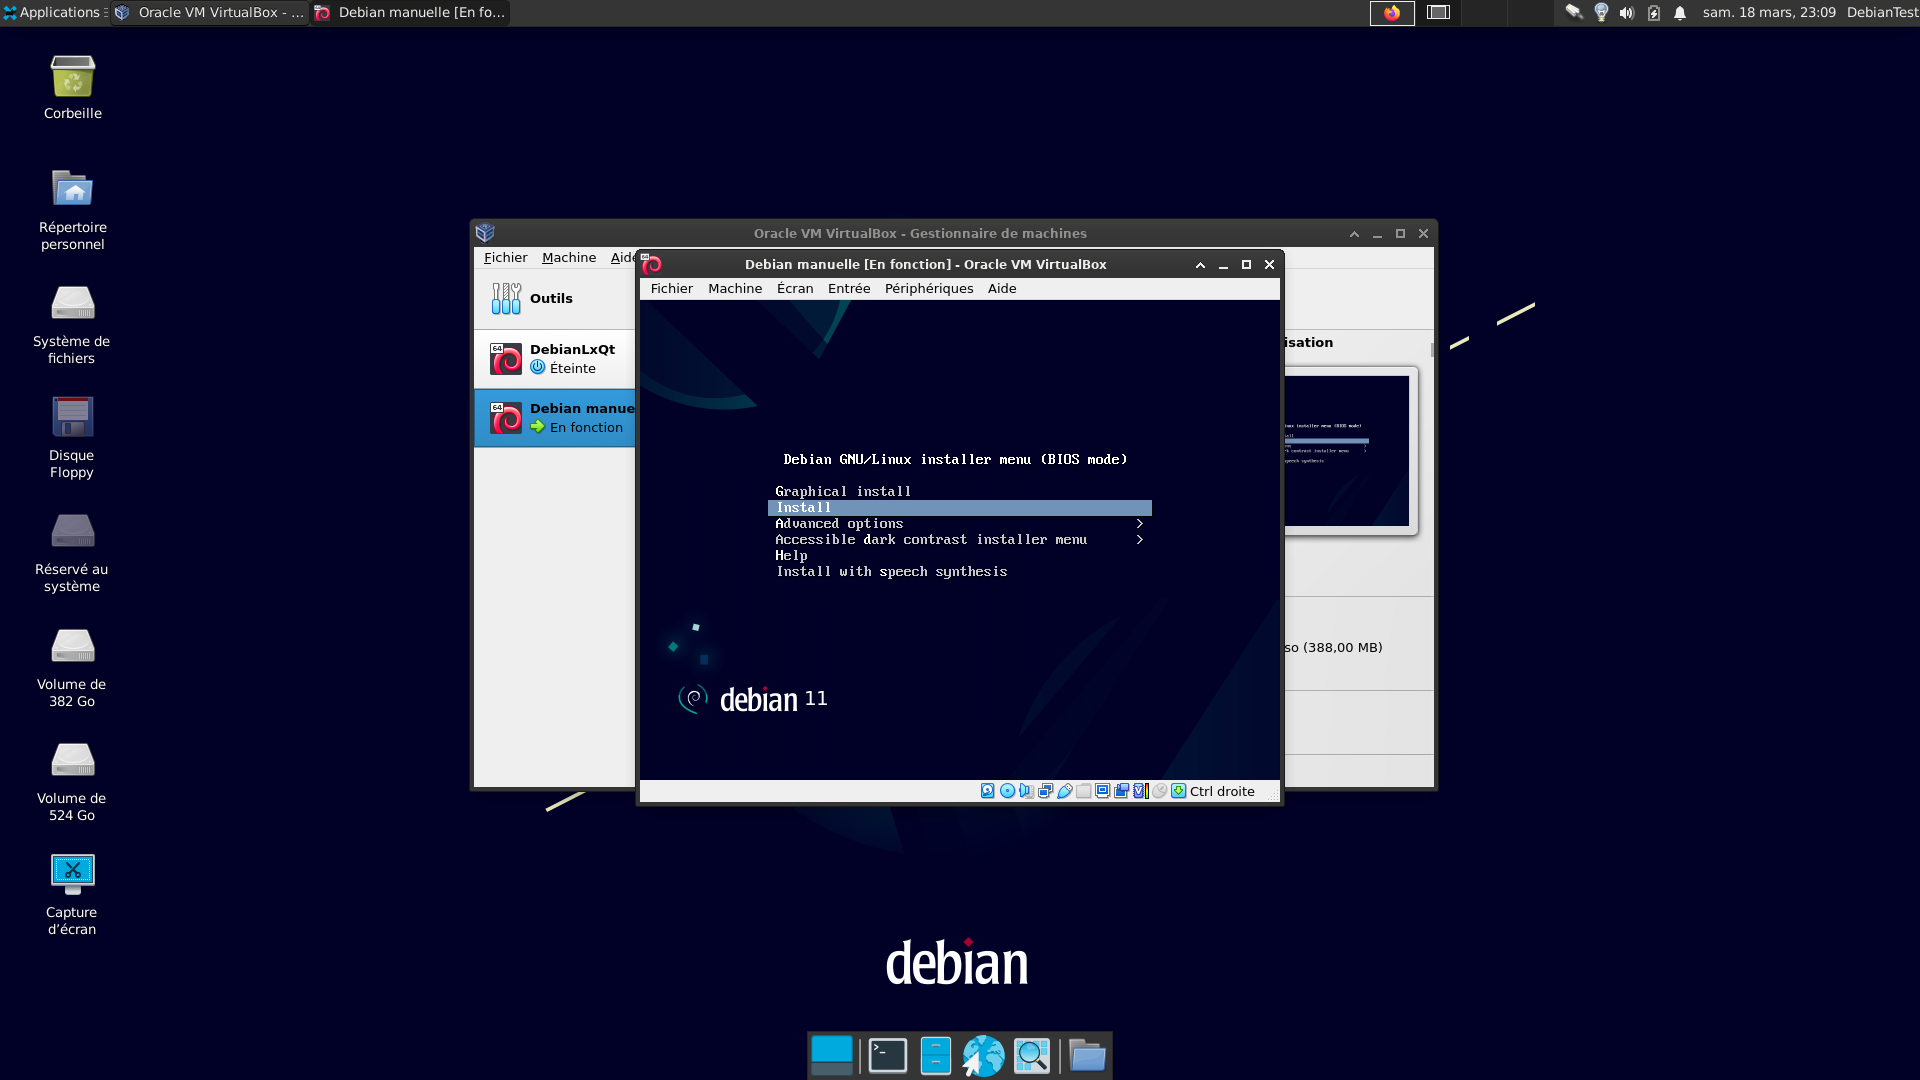 Applications
Oracle VM VirtualBox - ...
Debian manuelle [En fo...
sam. 18 mars, 23:09
DebianTest
Corbeille
Répertoire
personnel
Système de
fichiers
Disque
Floppy
Réservé au
système
Volume de
382 Go
Volume de
524 Go
Capture
d'écran
Oracle VM VirtualBox - Gestionnaire de machines
Fichier Machine Aide
Outils
64
DebianLxQt
Éteinte
64
Debian manue
En fonction
isation
so (388,00 MB)
Debian manuelle [En fonction] - Oracle VM VirtualBox
Fichier Machine Écran Entrée Périphériques Aide
Debian GNU/Linux installer menu (BIOS mode)
Graphical install
Install
Advanced options >
Accessible dark contrast installer menu >
Help
Install with speech synthesis
debian 11
Ctrl droite
debian